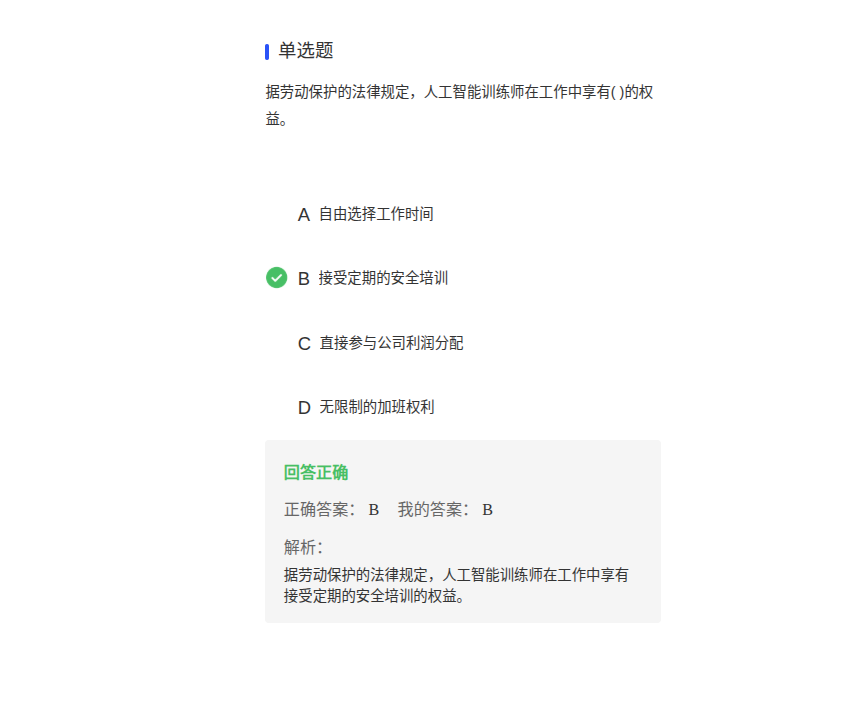 单选题
据劳动保护的法律规定，人工智能训练师在工作中享有( )的权
益。
A 自由选择工作时间
B 接受定期的安全培训
C 直接参与公司利润分配
D 无限制的加班权利
回答正确
正确答案： B 我的答案： B
解析：
据劳动保护的法律规定，人工智能训练师在工作中享有
接受定期的安全培训的权益。